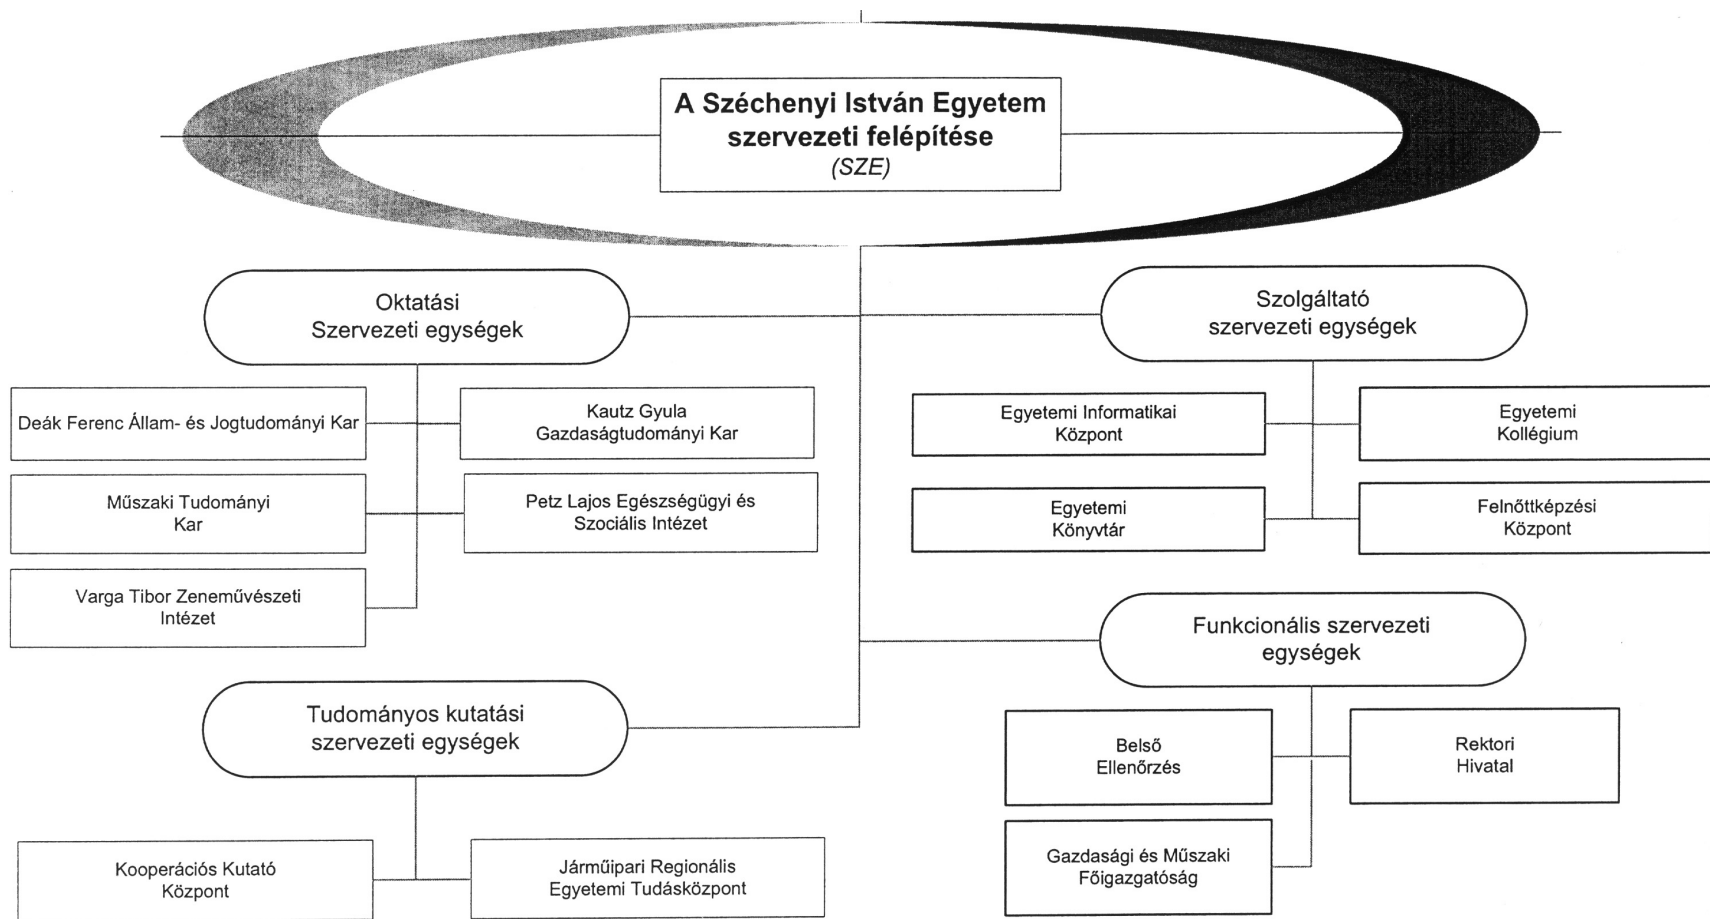 A Széchenyi István Egyetem
szervezeti felépítése
(SZE)
Oktatási
Szervezeti egységek
Deák Ferenc Állam- és Jogtudományi Kar
Kautz Gyula
Gazdaságtudományi Kar
Műszaki Tudományi
Kar
Petz Lajos Egészségügyi és
Szociális Intézet
Varga Tibor Zeneművészeti
Intézet
Szolgáltató
szervezeti egységek
Egyetemi Informatikai
Központ
Egyetemi
Kollégium
Egyetemi
Könyvtár
Felnőttképzési
Központ
Tudományos kutatási
szervezeti egységek
Kooperációs Kutató
Központ
Járműipari Regionális
Egyetemi Tudásközpont
Funkcionális szervezeti
egységek
Belső
Ellenőrzés
Rektori
Hivatal
Gazdasági és Műszaki
Főigazgatóság